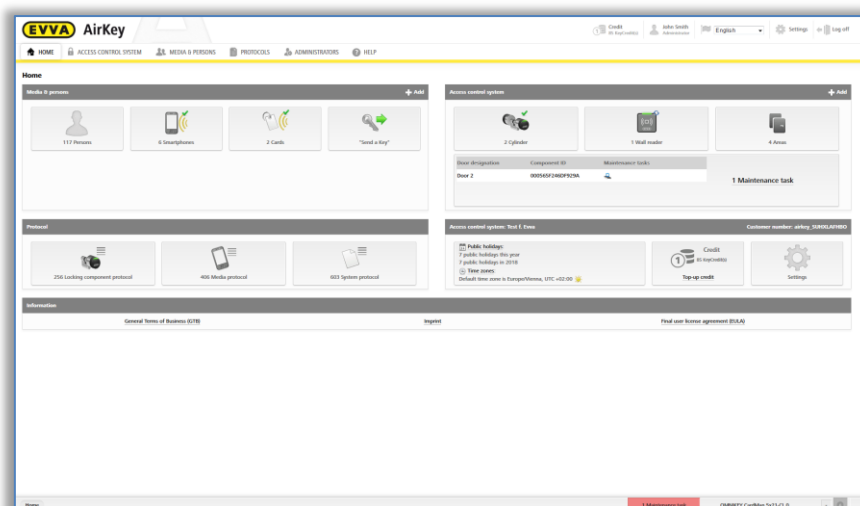 EVVA AirKey
Credit
John Smith
Administrator
English
Settings
Log off
HOME
ACCESS CONTROL SYSTEM
MEDIA & PERSONS
PROTOCOLS
ADMINISTRATORS
HELP
Home
Media & persons
Add
117 Persons
6 Smartphones
2 Cards
"Send a Key"
Access control system
Add
2 Cylinder
1 Wall reader
4 Areas
Door designation Component ID Maintenance tasks
Door 2
1 Maintenance task
Protocol
256 Locking component protocol
406 Media protocol
603 System protocol
Access control system: Test f. Evva
Customer number:
Public holidays:
7 public holidays this year
7 public holidays in 2018
Time zones:
Default time zone is Europe/Vienna, UTC +02:00
Credit
Top-up credit
Settings
Information
General Terms of Business (GTB)
Imprint
Final user license agreement (EULA)
Home
1 Maintenance task